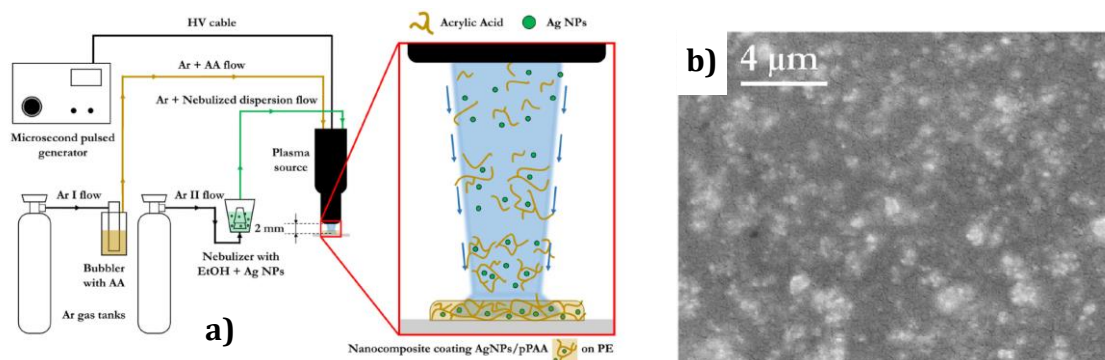 HV cable
Acrylic Acid
Ag NPs
b)
4 μm
Ar + AA flow
Ar + Nebulized dispersion flow
Microsecond pulsed
generator
Plasma
source
Ar I flow
Ar II flow
2 mm
Bubbler
with AA
Nebulizer with
EtOH + Ag NPs
Ar gas tanks
a)
Nanocomposite coating AgNPs/pPAA
on PE